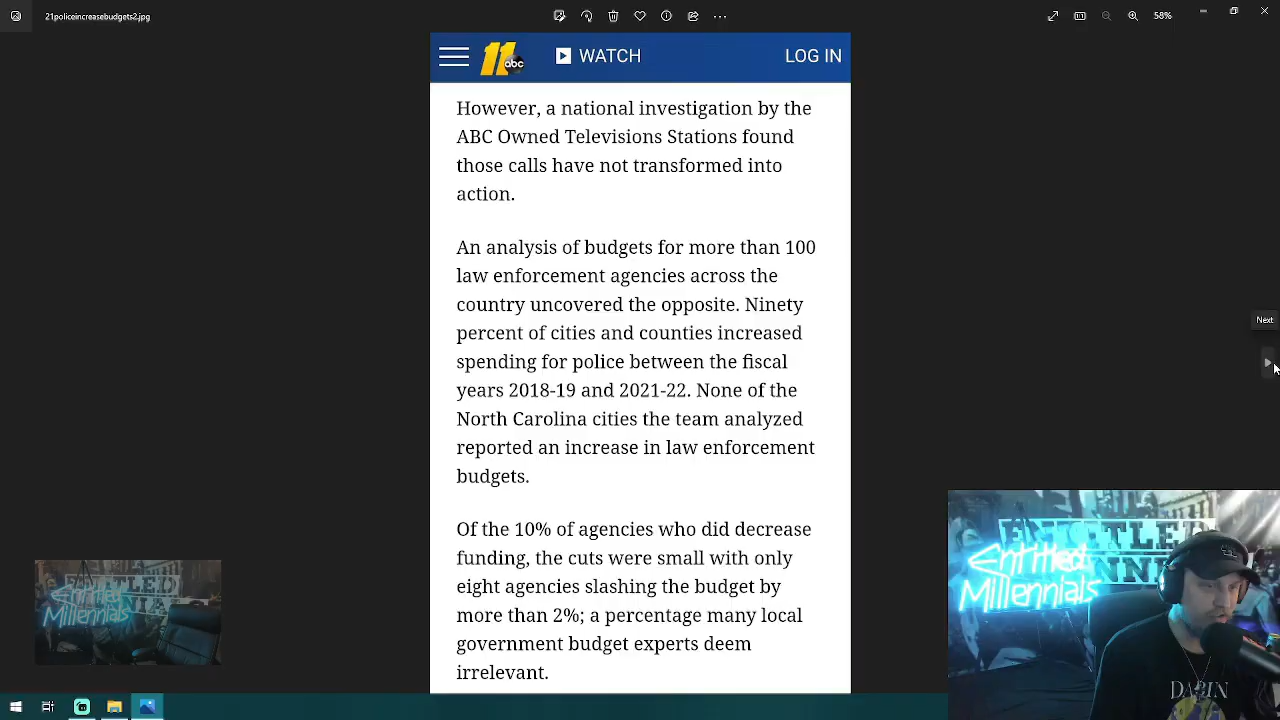 21policeincreasebudgets2.jpg
58%
11
abc
WATCH
LOG IN
However, a national investigation by the
ABC Owned Televisions Stations found
those calls have not transformed into
action.
An analysis of budgets for more than 100
law enforcement agencies across the
country uncovered the opposite. Ninety
percent of cities and counties increased
spending for police between the fiscal
years 2018-19 and 2021-22. None of the
North Carolina cities the team analyzed
reported an increase in law enforcement
budgets.
Of the 10% of agencies who did decrease
funding, the cuts were small with only
eight agencies slashing the budget by
more than 2%; a percentage many local
government budget experts deem
irrelevant.
Next
Entitled
Millennials
Entitled
Millennials